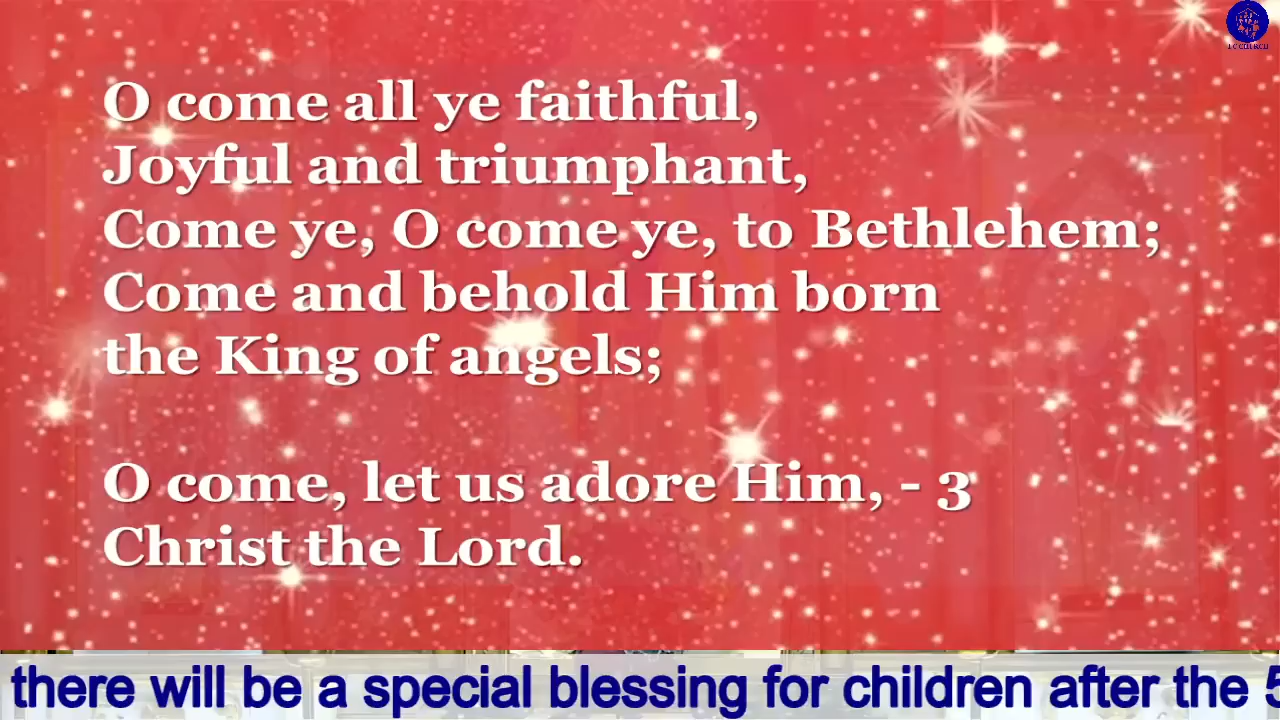 O come all ye faithful,
Joyful and triumphant,
Come ye, O come ye, to Bethlehem;
Come and behold Him born
the King of angels;
O come, let us adore Him, - 3
Christ the Lord.
there will be a special blessing for children after the 5